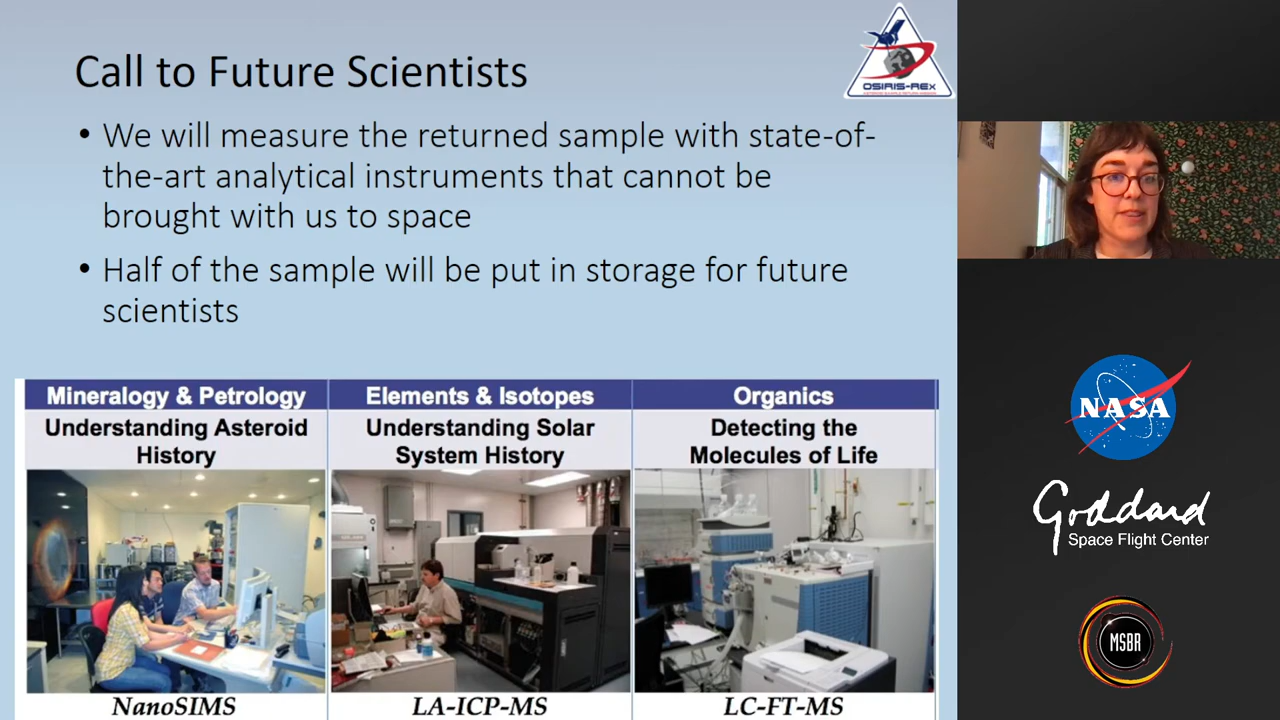 Call to Future Scientists
OSIRIS-REx
• We will measure the returned sample with state-of-
the-art analytical instruments that cannot be
brought with us to space
• Half of the sample will be put in storage for future
scientists
Mineralogy & Petrology
Understanding Asteroid
History
NanoSIMS
Elements & Isotopes
Understanding Solar
System History
LA-ICP-MS
Organics
Detecting the
Molecules of Life
LC-FT-MS
NASA
Goddard
Space Flight Center
MSBR